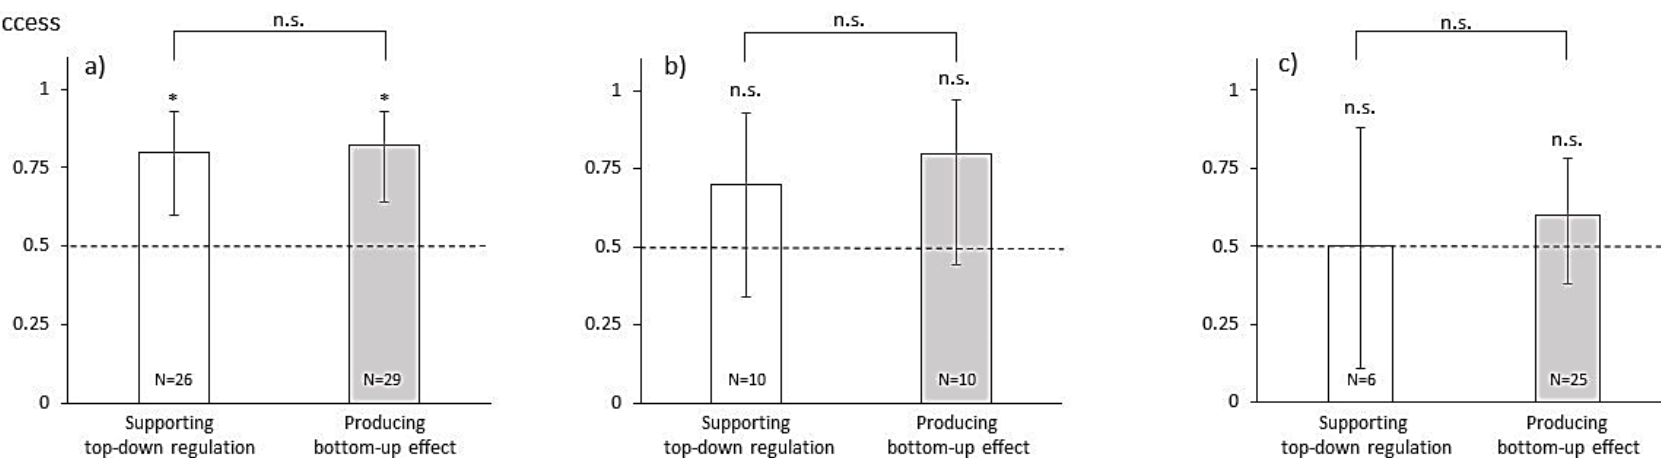 ccess
n.s.
a)
1
0.75
0.5
0.25
0
*
*
N=26
N=29
Supporting
top-down regulation
Producing
bottom-up effect
n.s.
b)
1
0.75
0.5
0.25
0
n.s.
n.s.
N=10
N=10
Supporting
top-down regulation
Producing
bottom-up effect
n.s.
c)
1
0.75
0.5
0.25
0
n.s.
n.s.
N=6
N=25
Supporting
top-down regulation
Producing
bottom-up effect